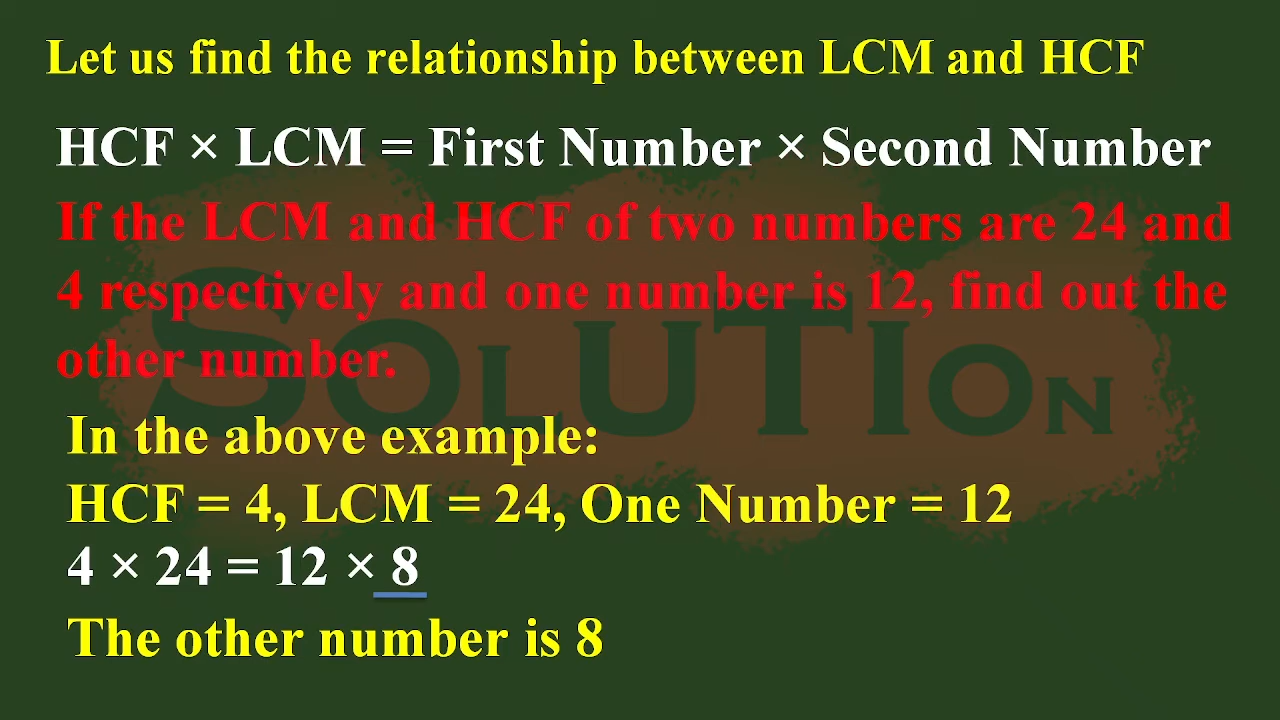 Let us find the relationship between LCM and HCF
HCF × LCM = First Number × Second Number
If the LCM and HCF of two numbers are 24 and
4 respectively and one number is 12, find out the
other number.
SOLUTION
In the above example:
HCF = 4, LCM = 24, One Number = 12
4 × 24 = 12 × 8
The other number is 8